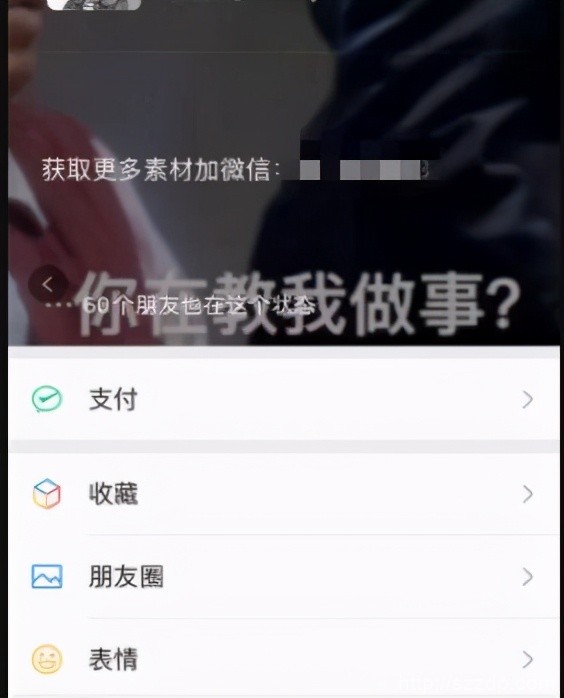 获取更多素材加微信：
你在教我做事？
…60个朋友也在这个状态
支付
收藏
朋友圈
表情